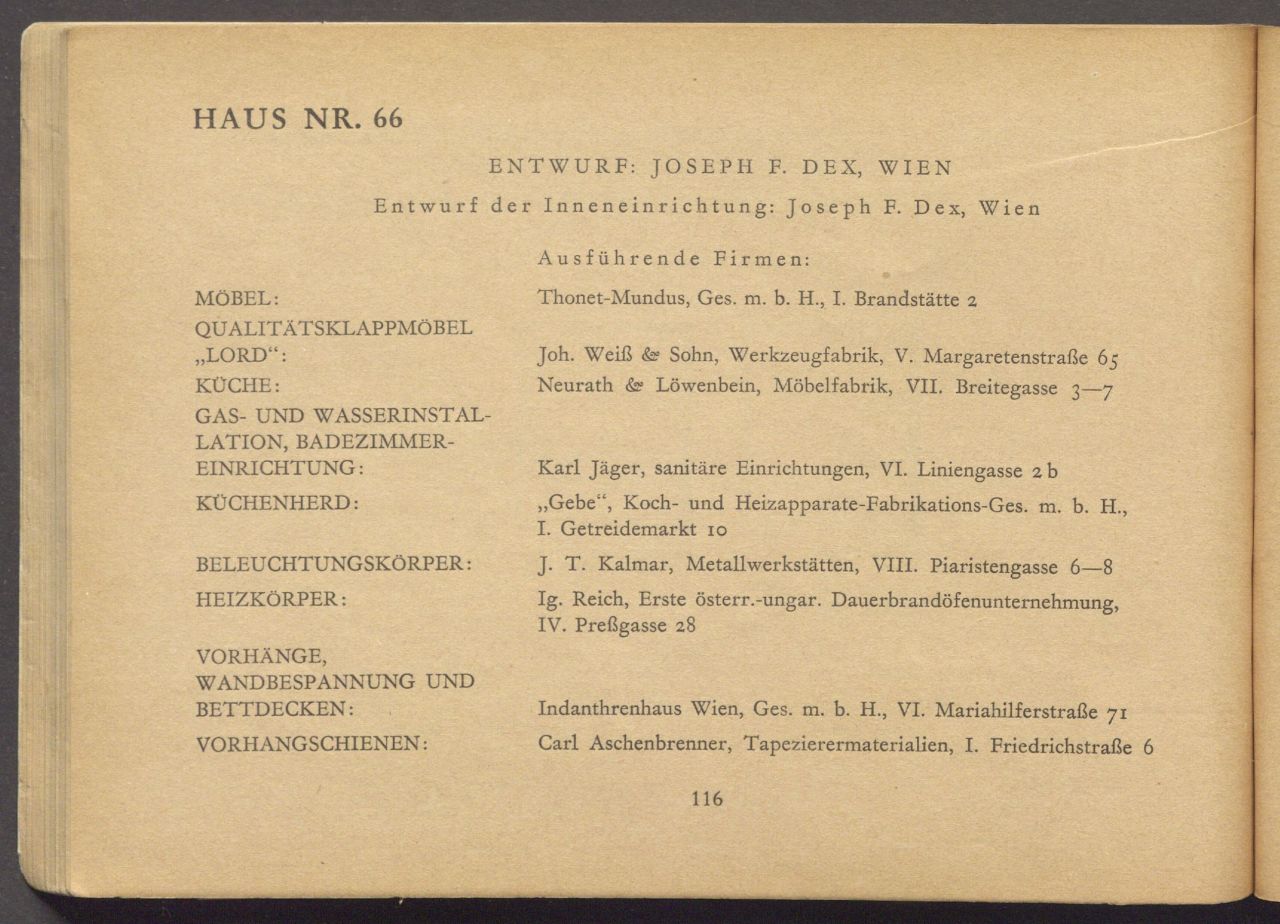 HAUS NR. 66
ENTWURF: JOSEPH F. DEX, WIEN
Entwurf der Inneneinrichtung: Joseph F. Dex, Wien
Ausführende Firmen:
MÖBEL: Thonet-Mundus, Ges. m. b. H., I. Brandstätte 2
QUALITÄTSKLAPPMÖBEL
„LORD“: Joh. Weiß & Sohn, Werkzeugfabrik, V. Margaretenstraße 65
KÜCHE: Neurath & Löwenbein, Möbelfabrik, VII. Breitegasse 3—7
GAS- UND WASSERINSTAL-
LATION, BADEZIMMER-
EINRICHTUNG: Karl Jäger, sanitäre Einrichtungen, VI. Liniengasse 2b
KÜCHENHERD: „Gebe“, Koch- und Heizapparate-Fabrikations-Ges. m. b. H.,
I. Getreidemarkt 10
BELEUCHTUNGSKÖRPER: J. T. Kalmar, Metallwerkstätten, VIII. Piaristengasse 6—8
HEIZKÖRPER: Ig. Reich, Erste österr.-ungar. Dauerbrandöfenunternehmung,
IV. Preßgasse 28
VORHÄNGE,
WANDBESPANNUNG UND
BETTDECKEN: Indanthrenhaus Wien, Ges. m. b. H., VI. Mariahilferstraße 71
VORHANGSCHIENEN: Carl Aschenbrenner, Tapezierermaterialien, I. Friedrichstraße 6
116